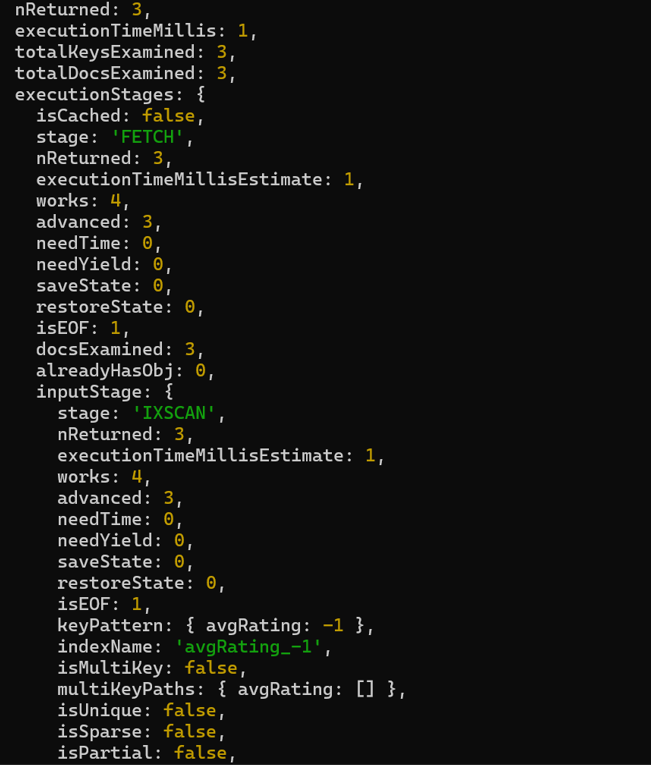 nReturned: 3,
executionTimeMillis: 1,
totalKeysExamined: 3,
totalDocsExamined: 3,
executionStages: {
isCached: false,
stage: 'FETCH',
nReturned: 3,
executionTimeMillisEstimate: 1,
works: 4,
advanced: 3,
needTime: 0,
needYield: 0,
saveState: 0,
restoreState: 0,
isEOF: 1,
docsExamined: 3,
alreadyHasObj: 0,
inputStage: {
stage: 'IXSCAN',
nReturned: 3,
executionTimeMillisEstimate: 1,
works: 4,
advanced: 3,
needTime: 0,
needYield: 0,
saveState: 0,
restoreState: 0,
isEOF: 1,
keyPattern: { avgRating: -1 },
indexName: 'avgRating_-1',
isMultiKey: false,
multiKeyPaths: { avgRating: [] },
isUnique: false,
isSparse: false,
isPartial: false,